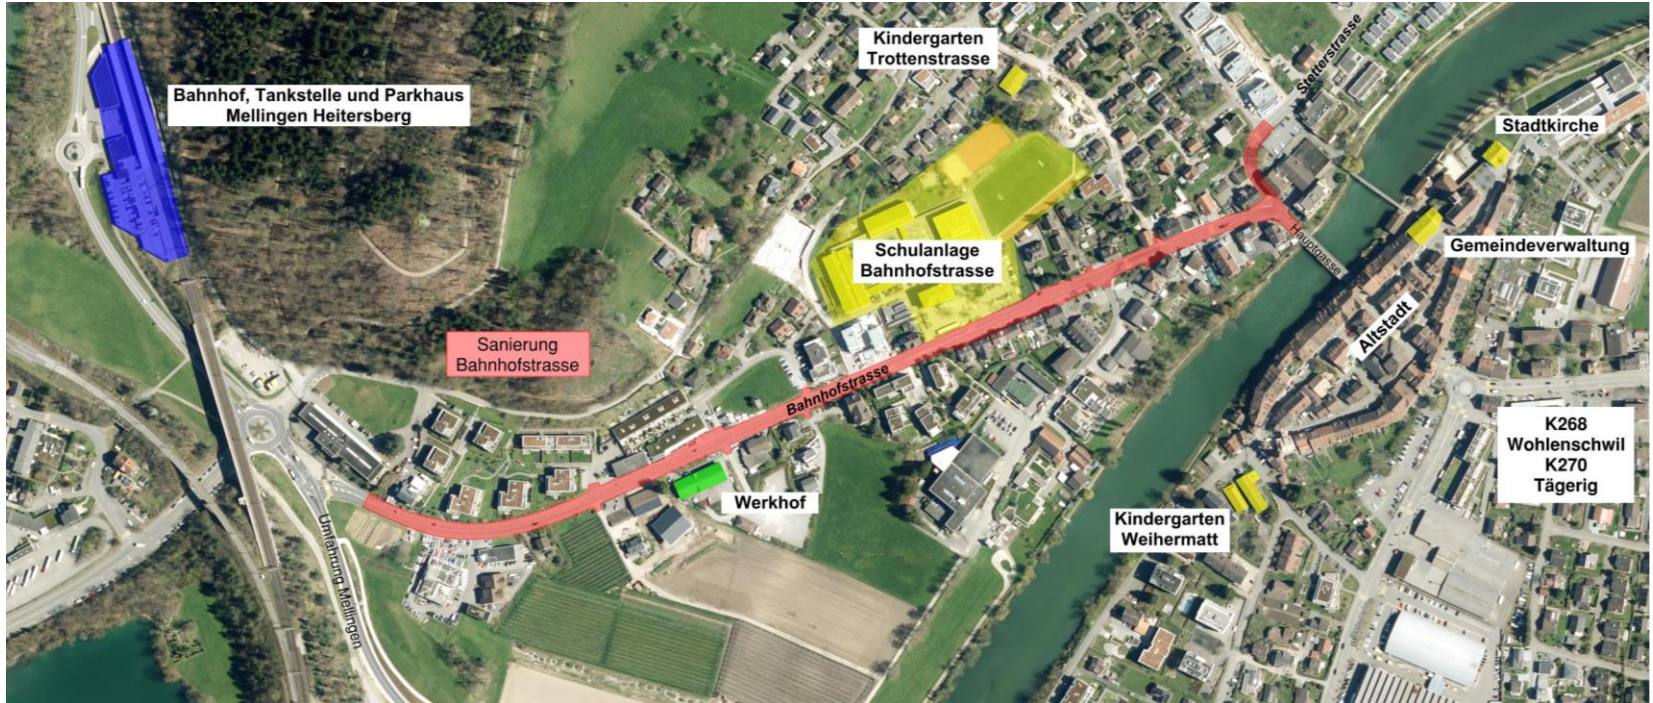 Kindergarten
Trottenstrasse
Stetterstrasse
Bahnhof, Tankstelle und Parkhaus
Mellingen Heitersberg
Stadtkirche
Schulanlage
Bahnhofstrasse
Hauptgasse
Gemeindeverwaltung
Sanierung
Bahnhofstrasse
Altstadt
Bahnhofstrasse
K268
Wohlenschwil
K270
Tägerig
Werkhof
Kindergarten
Weihermatt
Umfahrung Mellingen